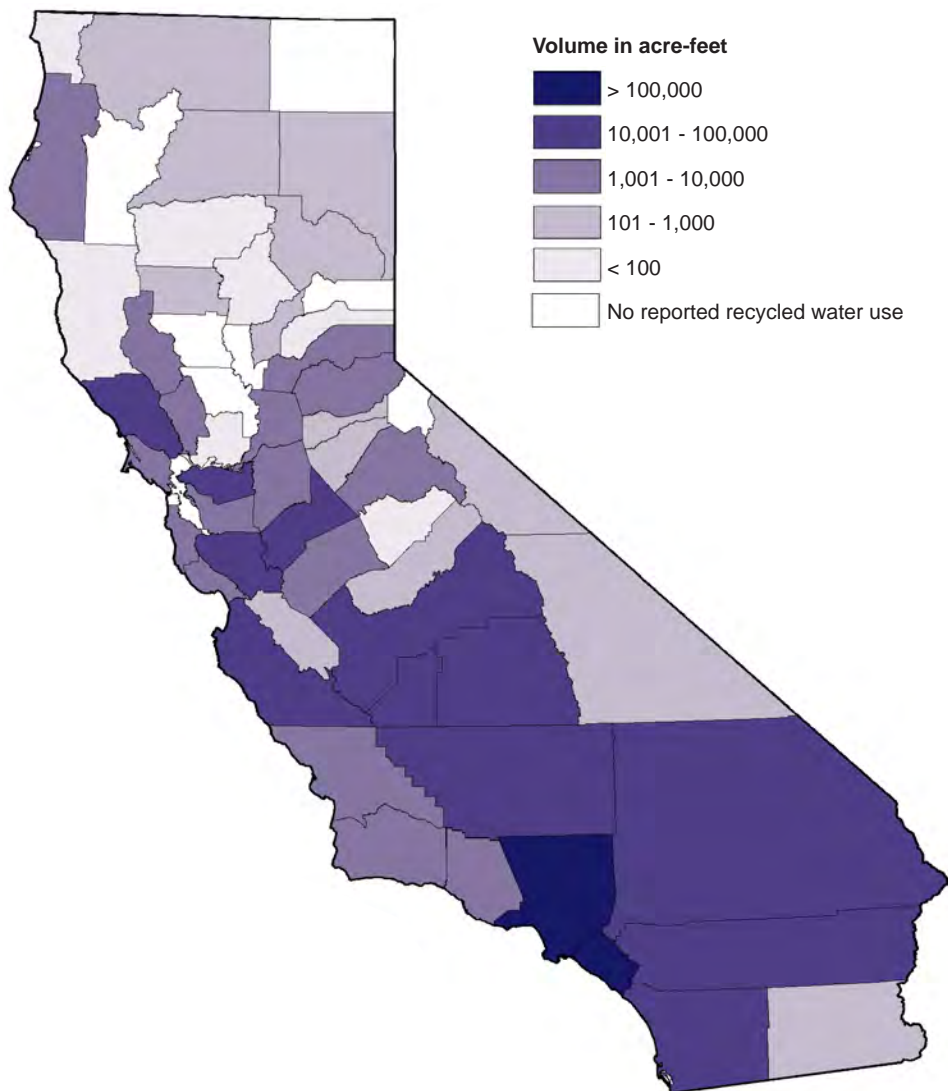 Volume in acre-feet
> 100,000
10,001 - 100,000
1,001 - 10,000
101 - 1,000
< 100
No reported recycled water use